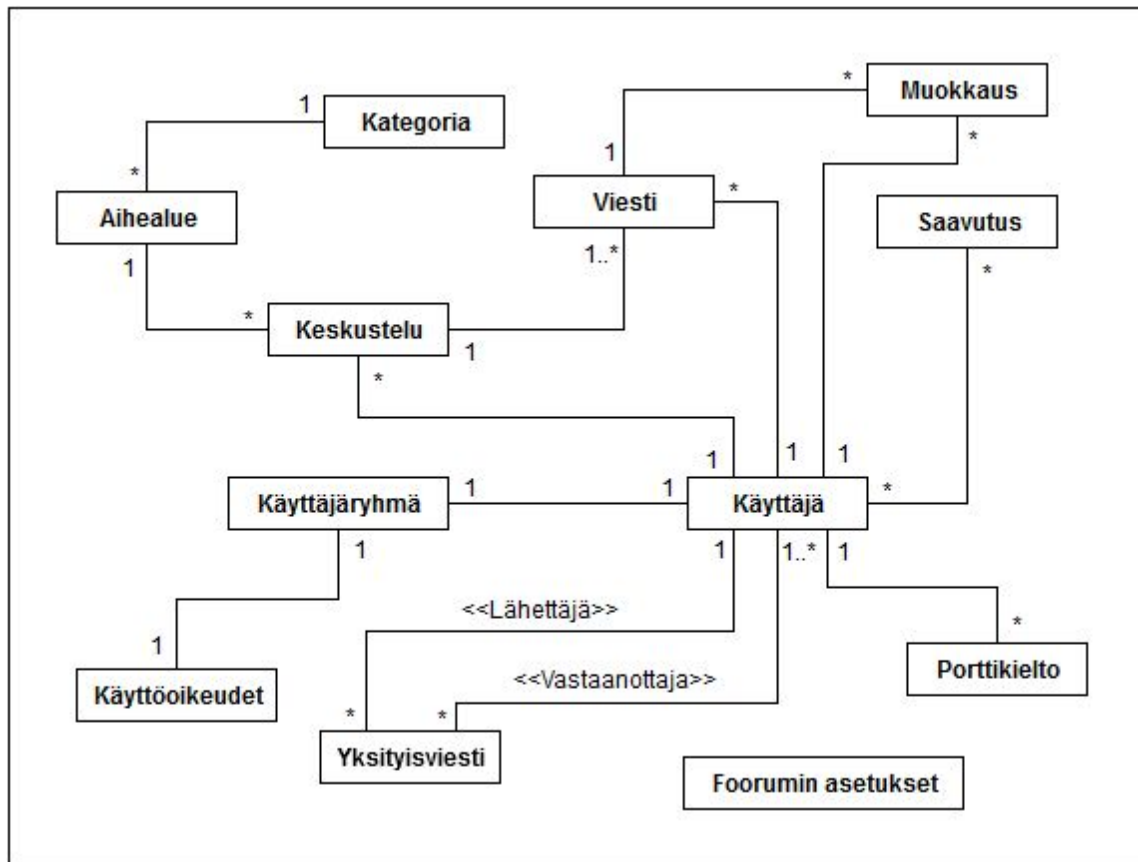 Muokkaus
*
*
1
Kategoria
1
*
Viesti
*
1..*
Saavutus
*
Aihealue
*
1
Keskustelu
*
1
*
Käyttäjäryhmä
1
1
Käyttäjä
1
1
1
1
*
1
1..*
1
<<Lähettäjä>>
<<Vastaanottaja>>
Käyttöoikeudet
1
Yksityisviesti
*
*
Porttikielto
*
Foorumin asetukset